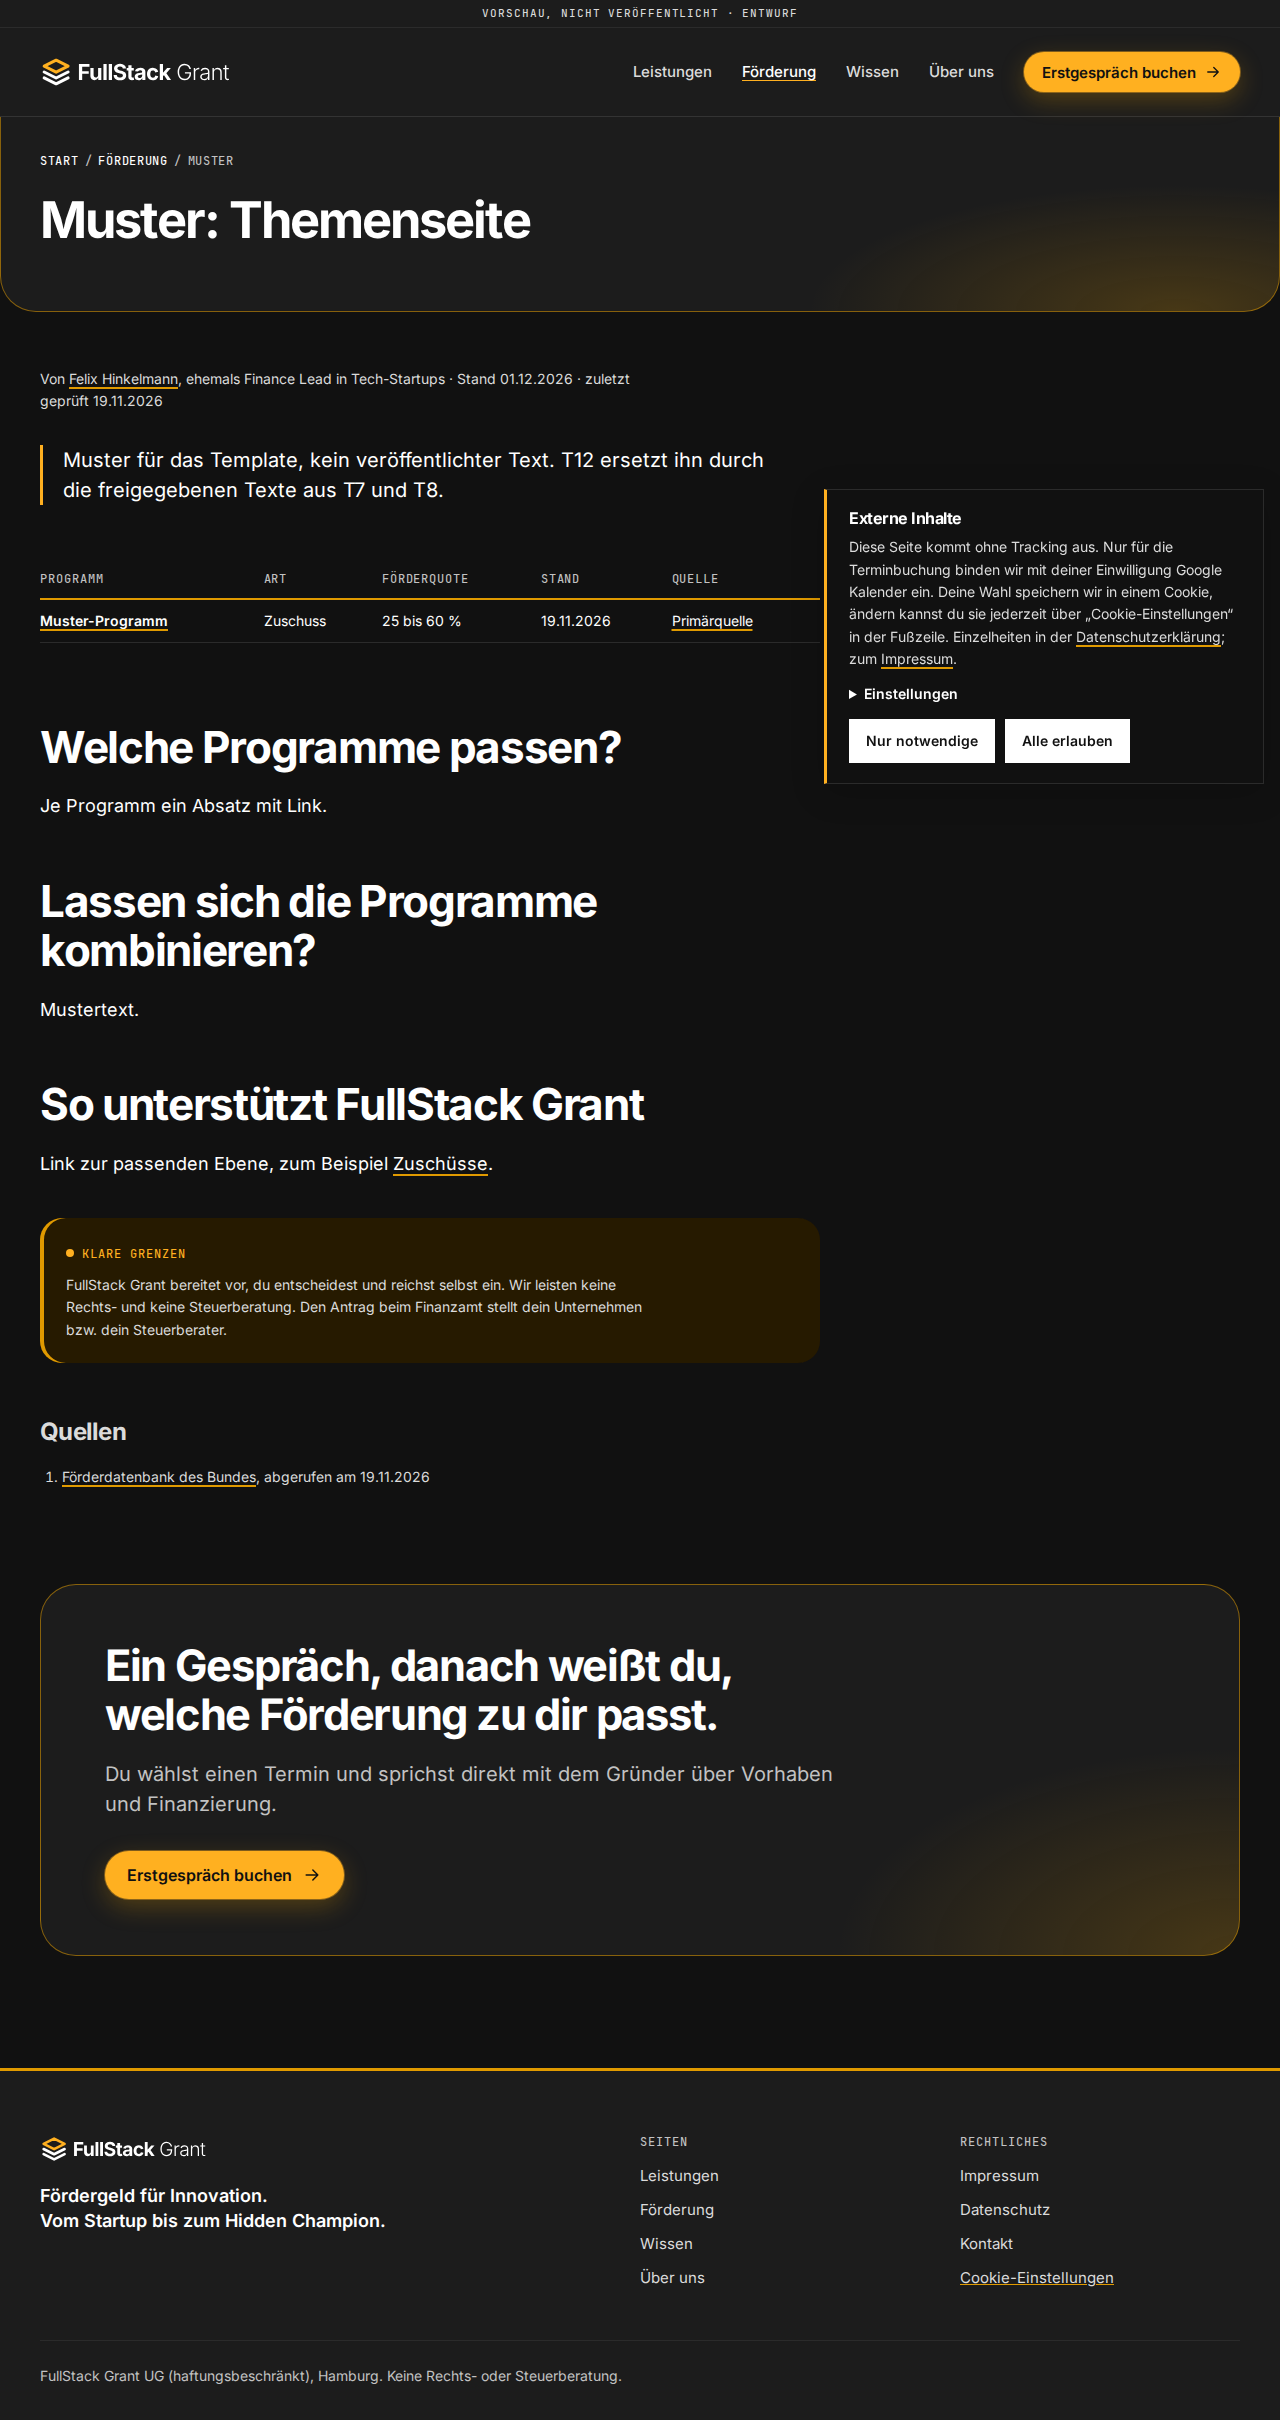 VORSCHAU, NICHT VERÖFFENTLICHT · ENTWURF
FullStack Grant
Leistungen
Förderung
Wissen
Über uns
Erstgespräch buchen →
START / FÖRDERUNG / MUSTER
Muster: Themenseite
Von Felix Hinkelmann, ehemals Finance Lead in Tech-Startups · Stand 01.12.2026 · zuletzt
geprüft 19.11.2026
Muster für das Template, kein veröffentlichter Text. T12 ersetzt ihn durch
die freigegebenen Texte aus T7 und T8.
PROGRAMM ART FÖRDERQUOTE STAND QUELLE
Muster-Programm Zuschuss 25 bis 60 % 19.11.2026 Primärquelle
Externe Inhalte
Diese Seite kommt ohne Tracking aus. Nur für die
Terminbuchung binden wir mit deiner Einwilligung Google
Kalender ein. Deine Wahl speichern wir in einem Cookie,
ändern kannst du sie jederzeit über „Cookie-Einstellungen“
in der Fußzeile. Einzelheiten in der Datenschutzerklärung;
zum Impressum.
Einstellungen
Nur notwendige
Alle erlauben
Welche Programme passen?
Je Programm ein Absatz mit Link.
Lassen sich die Programme
kombinieren?
Mustertext.
So unterstützt FullStack Grant
Link zur passenden Ebene, zum Beispiel Zuschüsse.
KLARE GRENZEN
FullStack Grant bereitet vor, du entscheidest und reichst selbst ein. Wir leisten keine
Rechts- und keine Steuerberatung. Den Antrag beim Finanzamt stellt dein Unternehmen
bzw. dein Steuerberater.
Quellen
1. Förderdatenbank des Bundes, abgerufen am 19.11.2026
Ein Gespräch, danach weißt du,
welche Förderung zu dir passt.
Du wählst einen Termin und sprichst direkt mit dem Gründer über Vorhaben
und Finanzierung.
Erstgespräch buchen →
FullStack Grant
Fördergeld für Innovation.
Vom Startup bis zum Hidden Champion.
SEITEN
Leistungen
Förderung
Wissen
Über uns
RECHTLICHES
Impressum
Datenschutz
Kontakt
Cookie-Einstellungen
FullStack Grant UG (haftungsbeschränkt), Hamburg. Keine Rechts- oder Steuerberatung.